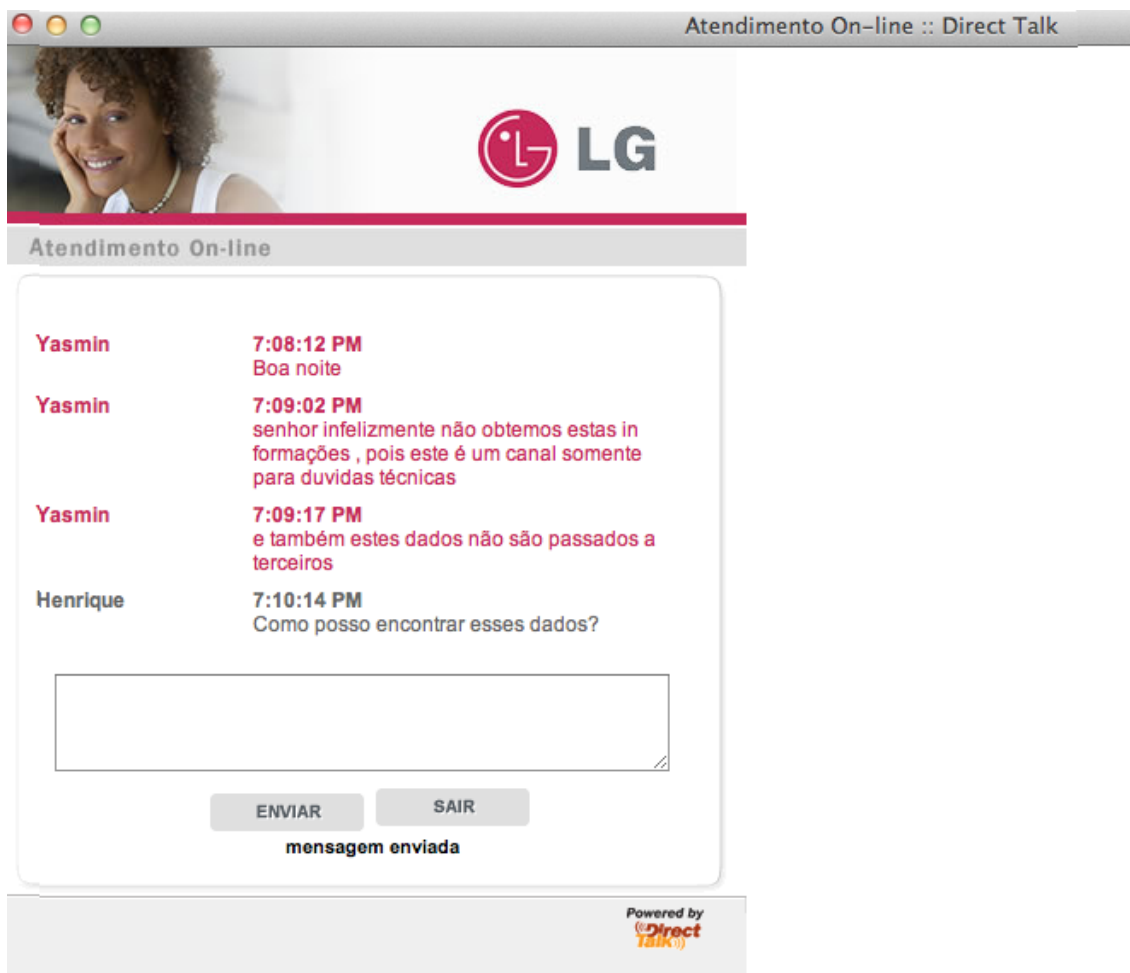 Atendimento On-line :: Direct Talk
LG
Atendimento On-line
Yasmin 7:08:12 PM
Boa noite
Yasmin 7:09:02 PM
senhor infelizmente não obtemos estas in
formações , pois este é um canal somente
para duvidas técnicas
Yasmin 7:09:17 PM
e também estes dados não são passados a
terceiros
Henrique 7:10:14 PM
Como posso encontrar esses dados?
ENVIAR SAIR
mensagem enviada
Powered by
Direct
Talk